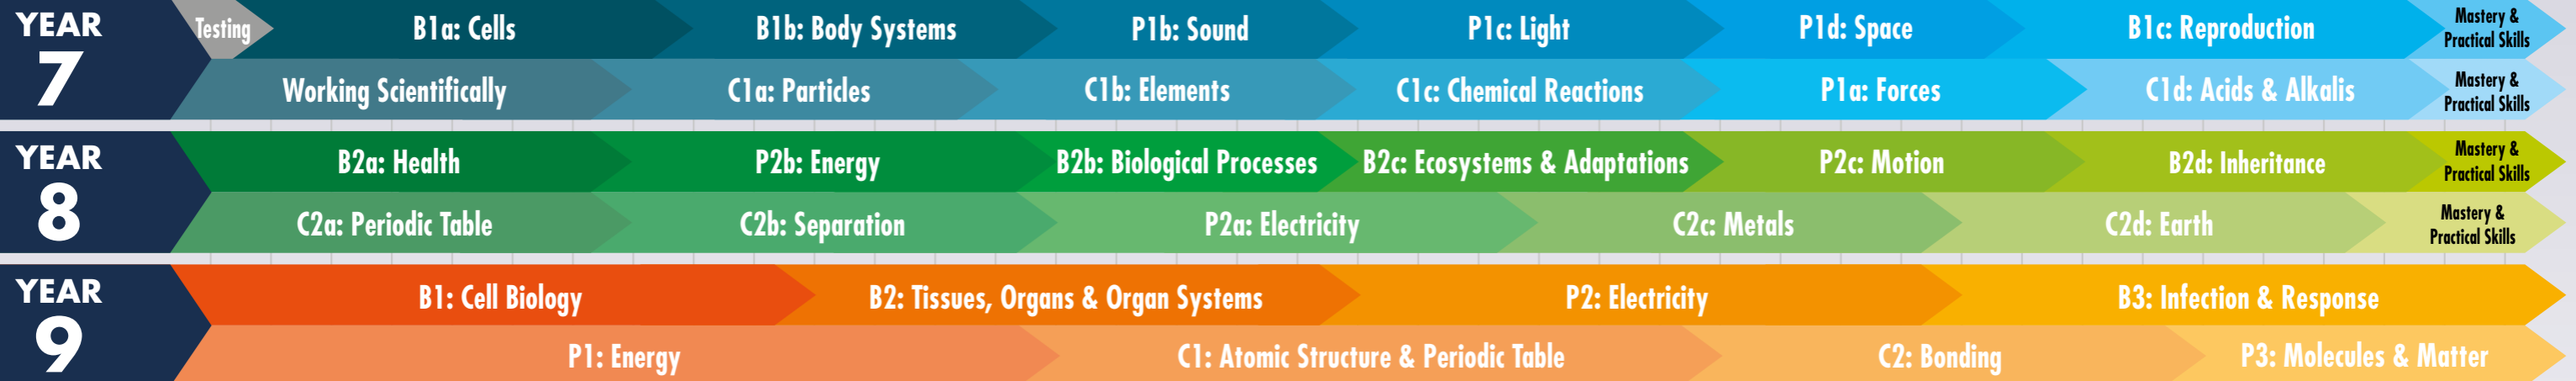 YEAR
7
Testing
B1a: Cells
B1b: Body Systems
P1b: Sound
P1c: Light
P1d: Space
B1c: Reproduction
Mastery &
Practical Skills
Working Scientifically
C1a: Particles
C1b: Elements
C1c: Chemical Reactions
P1a: Forces
C1d: Acids & Alkalis
Mastery &
Practical Skills
YEAR
8
B2a: Health
P2b: Energy
B2b: Biological Processes
B2c: Ecosystems & Adaptations
P2c: Motion
B2d: Inheritance
Mastery &
Practical Skills
C2a: Periodic Table
C2b: Separation
P2a: Electricity
C2c: Metals
C2d: Earth
Mastery &
Practical Skills
YEAR
9
B1: Cell Biology
B2: Tissues, Organs & Organ Systems
P2: Electricity
B3: Infection & Response
P1: Energy
C1: Atomic Structure & Periodic Table
C2: Bonding
P3: Molecules & Matter